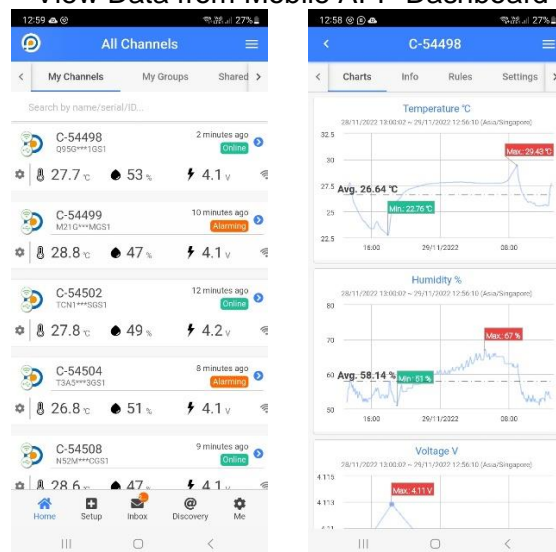 View Data from Mobile APP Dashboard
12:59
27%
All Channels
My Channels
My Groups
Shared
Search by name/serial/ID...
C-54498
2 minutes ago
Q95G***1GS1
Online
27.7 °C
53 %
4.1 V
C-54499
10 minutes ago
M21G***MGS1
Alarming
28.8 °C
47 %
4.1 V
C-54502
12 minutes ago
TCN1***SGS1
Online
27.8 °C
49 %
4.2 V
C-54504
8 minutes ago
T3A5***3GS1
Alarming
26.8 °C
51 %
4.1 V
C-54508
9 minutes ago
N52M***CGS1
Online
28.6 °C
47 %
4.1
Home
Setup
Inbox
Discovery
Me
12:58
27%
C-54498
Charts
Info
Rules
Settings
Temperature °C
28/11/2022 13:00:02 ~ 29/11/2022 12:56:10 (Asia/Singapore)
32.5
Max.: 29.43 °C
30
27.5
Avg. 26.64 °C
Min.: 22.76 °C
25
22.5
16:00
29/11/2022
08:00
Humidity %
28/11/2022 13:00:02 ~ 29/11/2022 12:56:10 (Asia/Singapore)
80
Max.: 67 %
70
60
Avg. 58.14 %
Min.: 51 %
50
16:00
29/11/2022
08:00
Voltage V
28/11/2022 13:00:02 ~ 29/11/2022 12:56:10 (Asia/Singapore)
4.115
Max.: 4.11 V
4.113
4.11